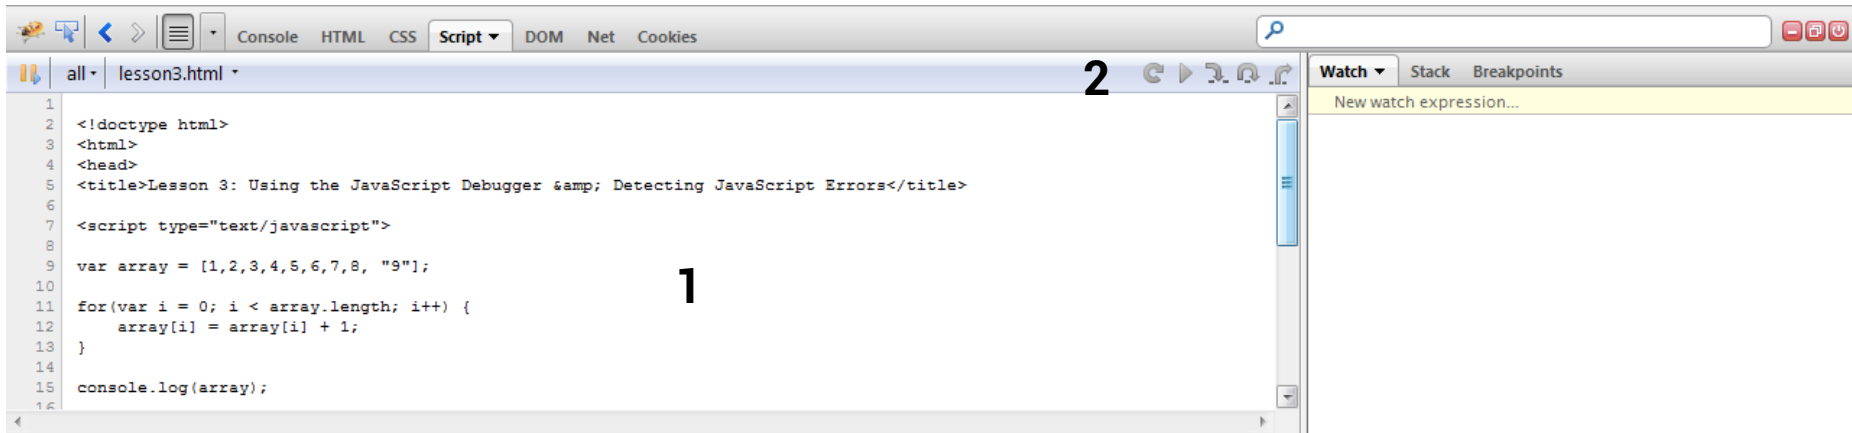 Console HTML CSS Script DOM Net Cookies
all lesson3.html
2
Watch Stack Breakpoints
New watch expression...
1
2 <!doctype html>
3 <html>
4 <head>
5 <title>Lesson 3: Using the JavaScript Debugger &amp; Detecting JavaScript Errors</title>
6
7 <script type="text/javascript">
8
9 var array = [1,2,3,4,5,6,7,8, "9"];
10
1
11 for(var i = 0; i < array.length; i++) {
12 array[i] = array[i] + 1;
13 }
14
15 console.log(array);
16